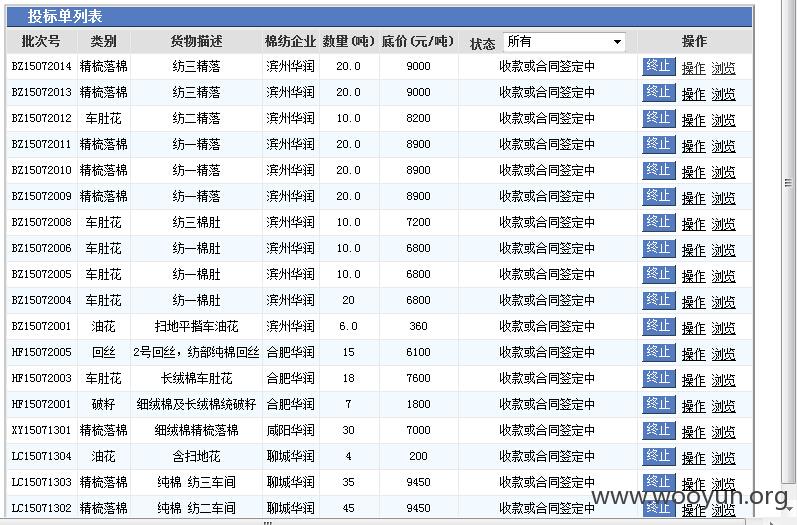 投标单列表
批次号 类别 货物描述 棉纺企业 数量(吨) 底价(元/吨) 状态 所有 操作
BZ15072014 精梳落棉 纺三精落 滨州华润 20.0 9000 收款或合同签定中 终止 操作 浏览
BZ15072013 精梳落棉 纺三精落 滨州华润 20.0 9000 收款或合同签定中 终止 操作 浏览
BZ15072012 车肚花 纺二精落 滨州华润 10.0 8200 收款或合同签定中 终止 操作 浏览
BZ15072011 精梳落棉 纺一精落 滨州华润 20.0 8900 收款或合同签定中 终止 操作 浏览
BZ15072010 精梳落棉 纺一精落 滨州华润 20.0 8900 收款或合同签定中 终止 操作 浏览
BZ15072009 精梳落棉 纺一精落 滨州华润 20.0 8900 收款或合同签定中 终止 操作 浏览
BZ15072008 车肚花 纺三棉肚 滨州华润 10.0 7200 收款或合同签定中 终止 操作 浏览
BZ15072006 车肚花 纺一棉肚 滨州华润 10.0 6800 收款或合同签定中 终止 操作 浏览
BZ15072005 车肚花 纺一棉肚 滨州华润 10.0 6800 收款或合同签定中 终止 操作 浏览
BZ15072004 车肚花 纺一棉肚 滨州华润 20 6800 收款或合同签定中 终止 操作 浏览
BZ15072001 油花 扫地平揩车油花 滨州华润 6.0 360 收款或合同签定中 终止 操作 浏览
HF15072005 回丝 2号回丝，纺部纯棉回丝 合肥华润 15 6100 收款或合同签定中 终止 操作 浏览
HF15072003 车肚花 长绒棉车肚花 合肥华润 18 7600 收款或合同签定中 终止 操作 浏览
HF15072001 破籽 细绒棉及长绒棉统破籽 合肥华润 7 1800 收款或合同签定中 终止 操作 浏览
XY15071301 精梳落棉 细绒棉精梳落棉 咸阳华润 30 7000 收款或合同签定中 终止 操作 浏览
LC15071304 油花 含扫地花 聊城华润 4 200 收款或合同签定中 终止 操作 浏览
LC15071303 精梳落棉 纯棉 纺三车间 聊城华润 35 9450 收款或合同签定中 终止 操作 浏览
LC15071302 精梳落棉 纯棉 纺二车间 聊城华润 45 9450 收款或合同签定中 终止 操作 浏览
www.wooyun.org